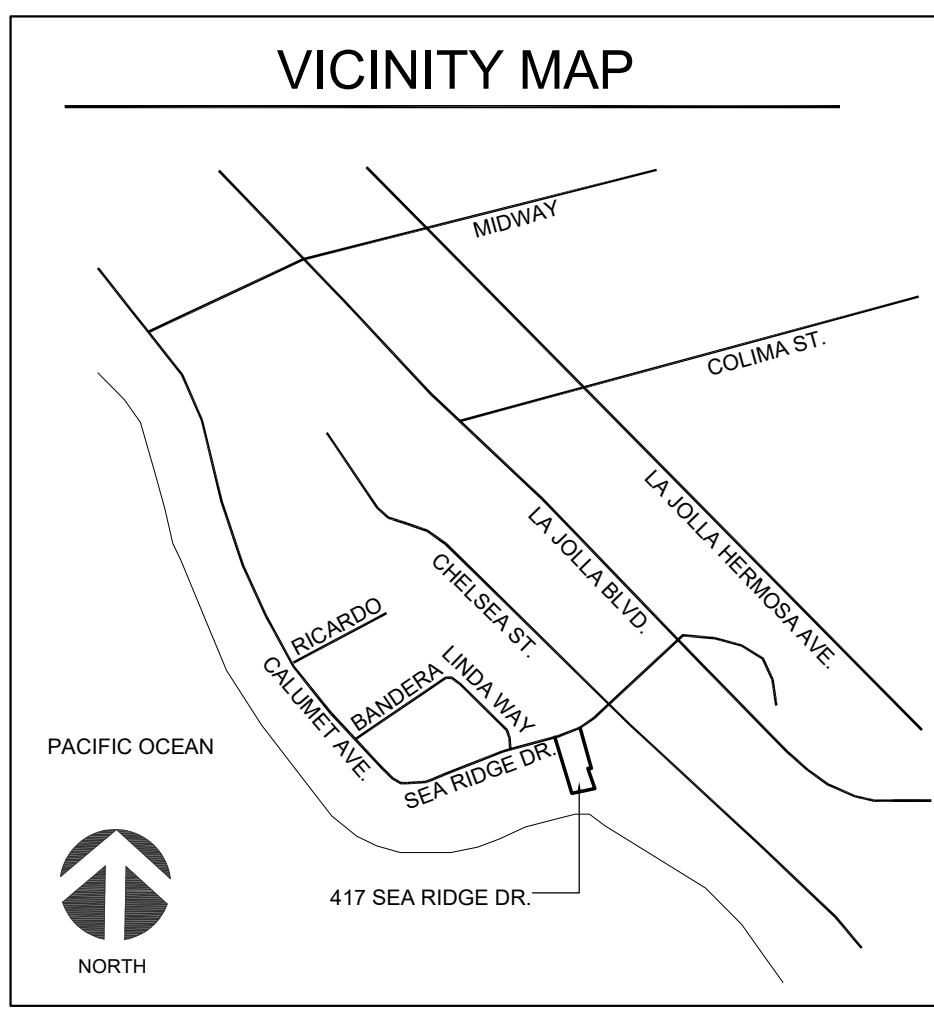 VICINITY MAP
MIDWAY
COLIMA ST.
LA JOLLA HERMOSA AVE.
LA JOLLA BLVD.
CHELSEA ST.
RICARDO
LINDA WAY
BANDERA
CALUMET AVE.
PACIFIC OCEAN
SEA RIDGE DR.
417 SEA RIDGE DR.
NORTH